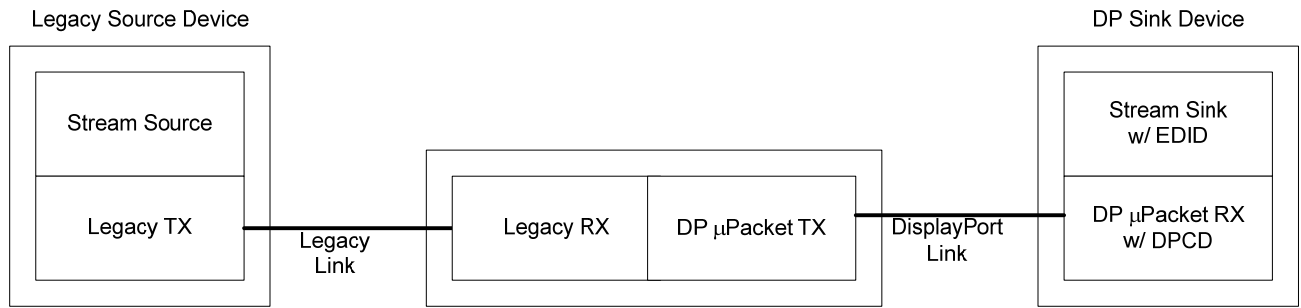 Legacy Source Device
DP Sink Device
Stream Source
Legacy TX
Legacy
Link
Legacy RX
DP μPacket TX
DisplayPort
Link
Stream Sink
w/ EDID
DP μPacket RX
w/ DPCD